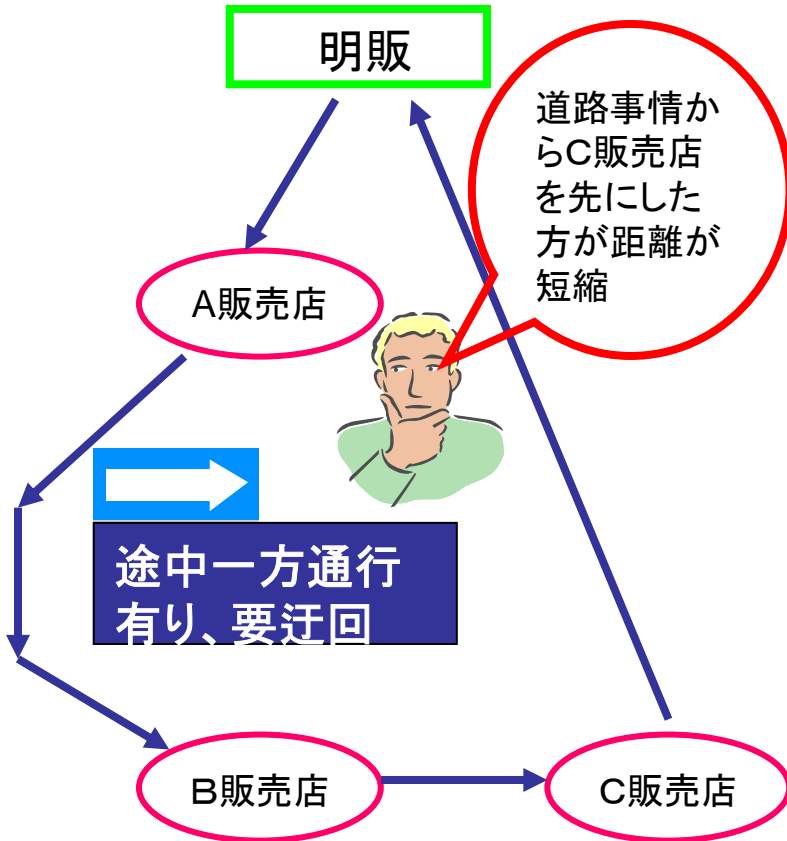 明販
道路事情か
らC販売店
を先にした
方が距離が
短縮
A販売店
途中一方通行
有り、要迂回
B販売店
C販売店